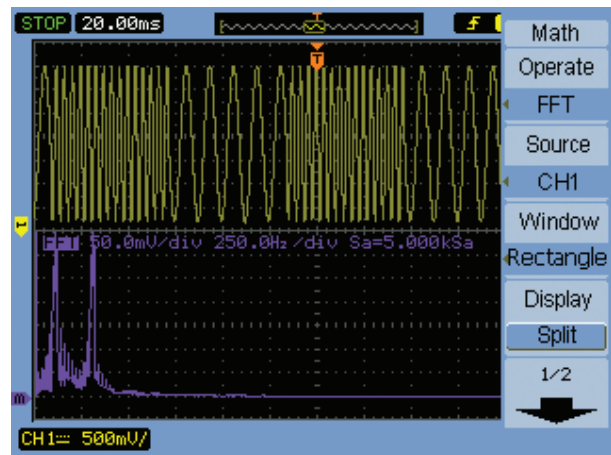 STOP 20.00ms
T
FFT 50.0mV/div 250.0Hz/div Sa=5.000kSa
CH1 500mV/
Math
Operate
FFT
Source
CH1
Window
Rectangle
Display
Split
1/2